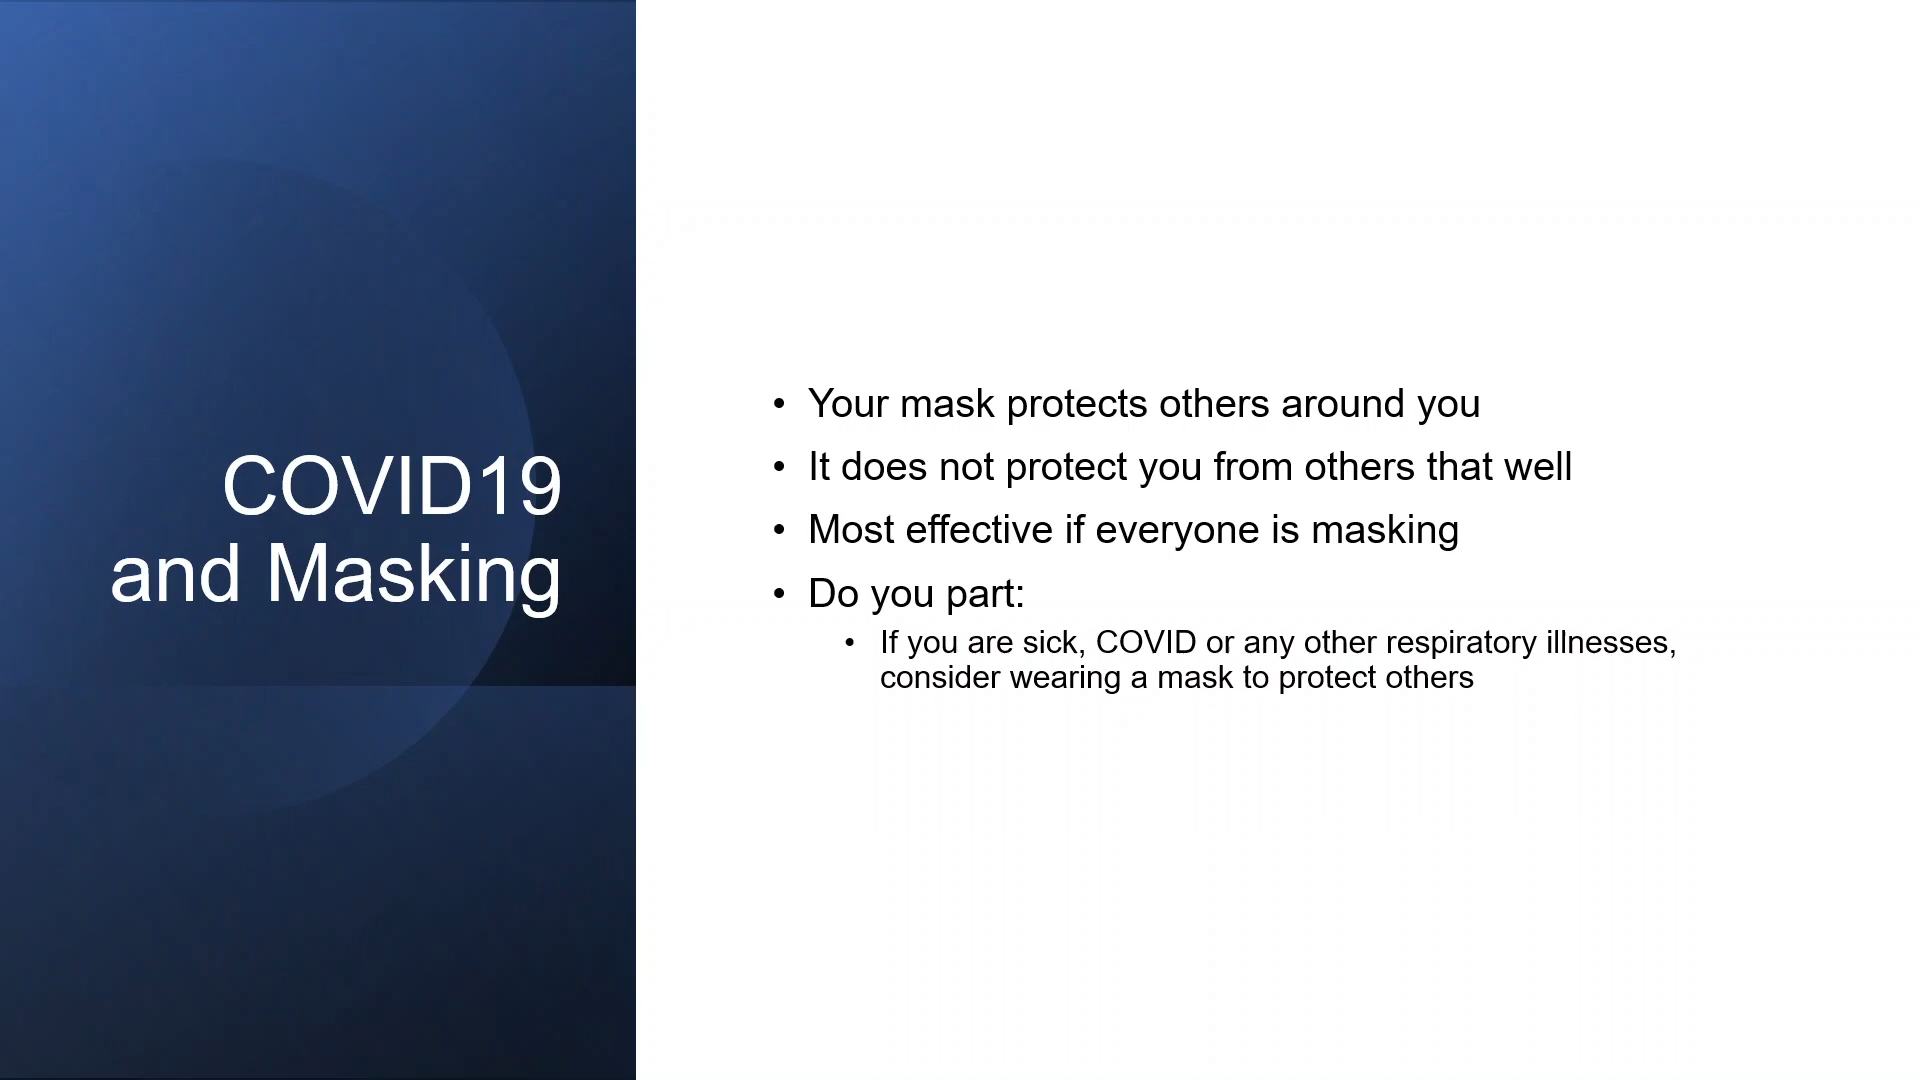 COVID19
and Masking
• Your mask protects others around you
• It does not protect you from others that well
• Most effective if everyone is masking
• Do you part:
• If you are sick, COVID or any other respiratory illnesses,
consider wearing a mask to protect others